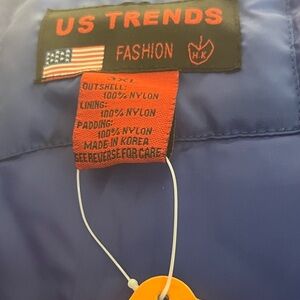 US TRENDS
FASHION
H.K
3XL
OUTSHELL:
100% NYLON
LINING:
100% NYLON
PADDING:
100% NYLON
MADE IN KOREA
SEE REVERSE FOR CARE